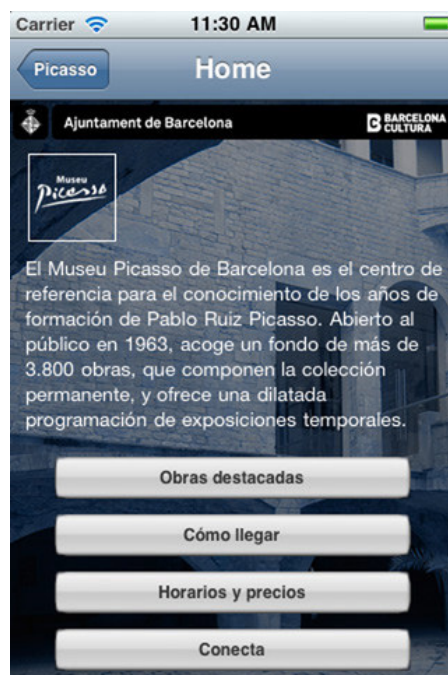 Carrier 11:30 AM
Picasso Home
Ajuntament de Barcelona BARCELONA
CULTURA
Museu
Picasso
El Museu Picasso de Barcelona es el centro de
referencia para el conocimiento de los años de
formación de Pablo Ruiz Picasso. Abierto al
público en 1963, acoge un fondo de más de
3.800 obras, que componen la colección
permanente, y ofrece una dilatada
programación de exposiciones temporales.
Obras destacadas
Cómo llegar
Horarios y precios
Conecta